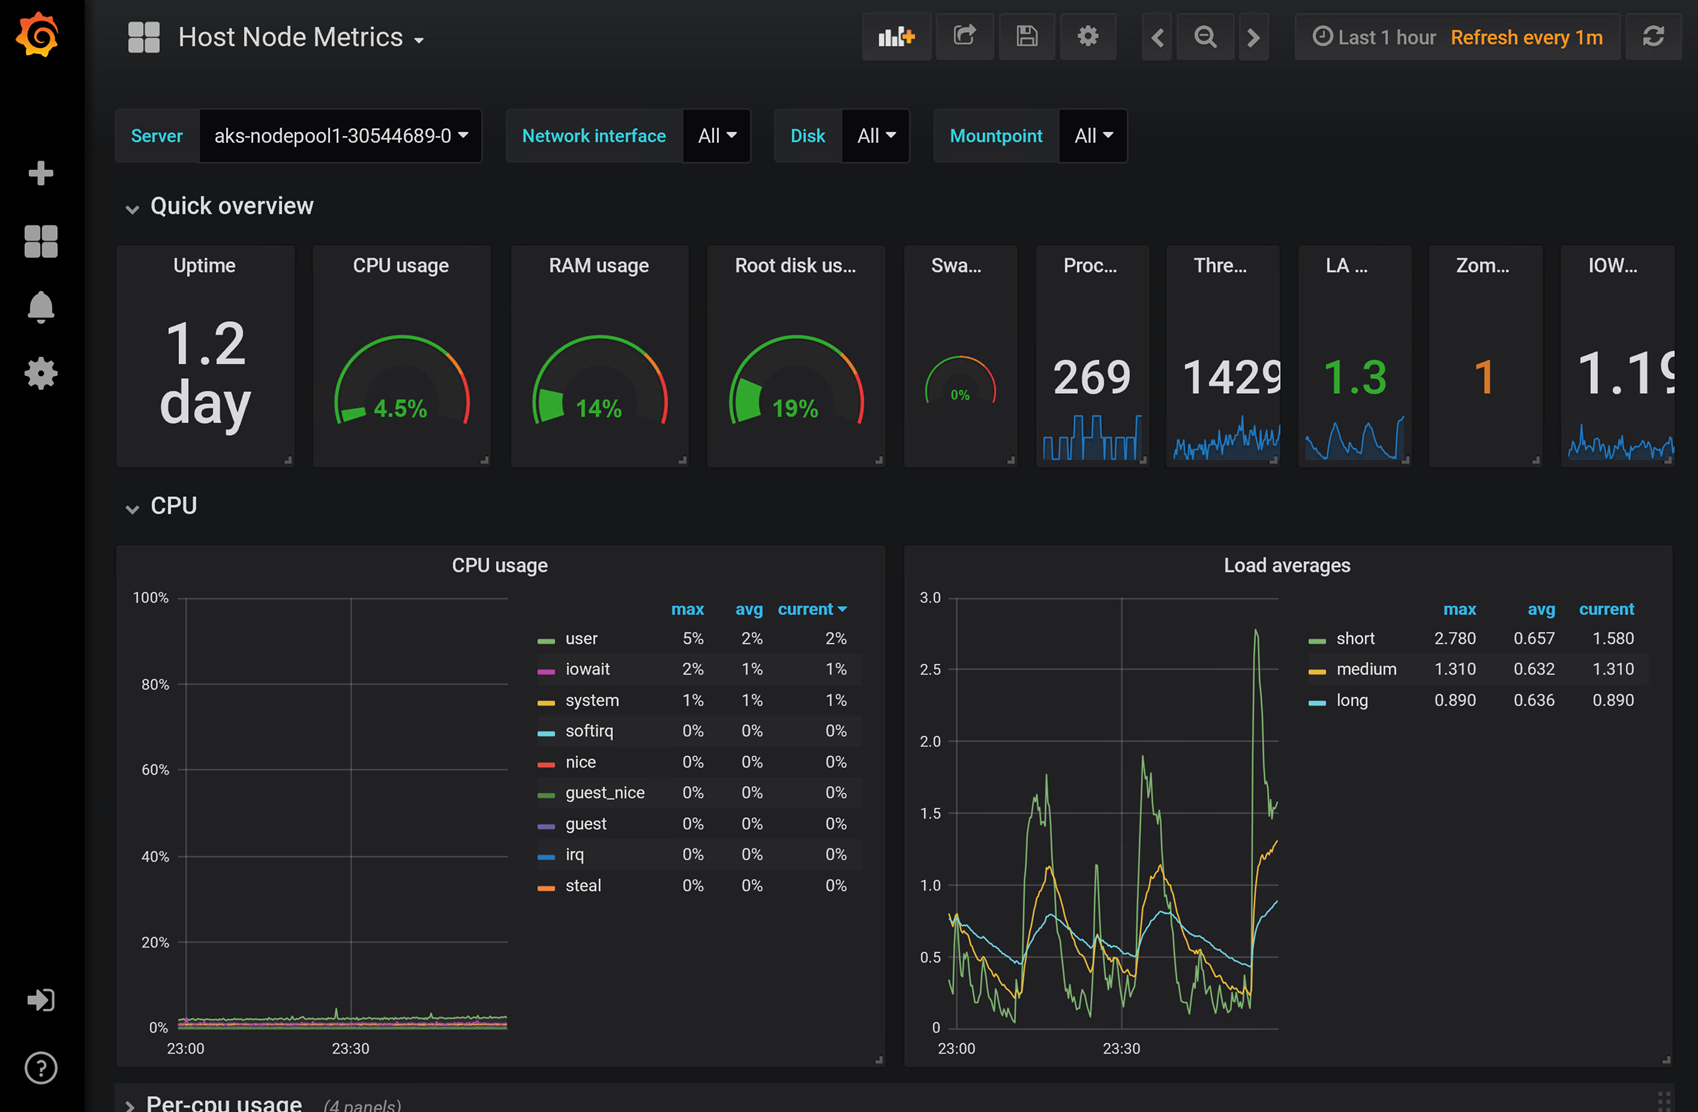 Host Node Metrics
Last 1 hour Refresh every 1m
Server aks-nodepool1-30544689-0 Network interface All Disk All Mountpoint All
Quick overview
Uptime CPU usage RAM usage Root disk us... Swa... Proc... Thre... LA ... Zom... IOW...
1.2 day 4.5% 14% 19% 0% 269 1429 1.3 1 1.19
CPU
CPU usage
100%
80%
60%
40%
20%
0%
23:00 23:30
max avg current
user 5% 2% 2%
iowait 2% 1% 1%
system 1% 1% 1%
softirq 0% 0% 0%
nice 0% 0% 0%
guest_nice 0% 0% 0%
guest 0% 0% 0%
irq 0% 0% 0%
steal 0% 0% 0%
Load averages
3.0
2.5
2.0
1.5
1.0
0.5
0
23:00 23:30
max avg current
short 2.780 0.657 1.580
medium 1.310 0.632 1.310
long 0.890 0.636 0.890
Per-cpu usage (4 panels)